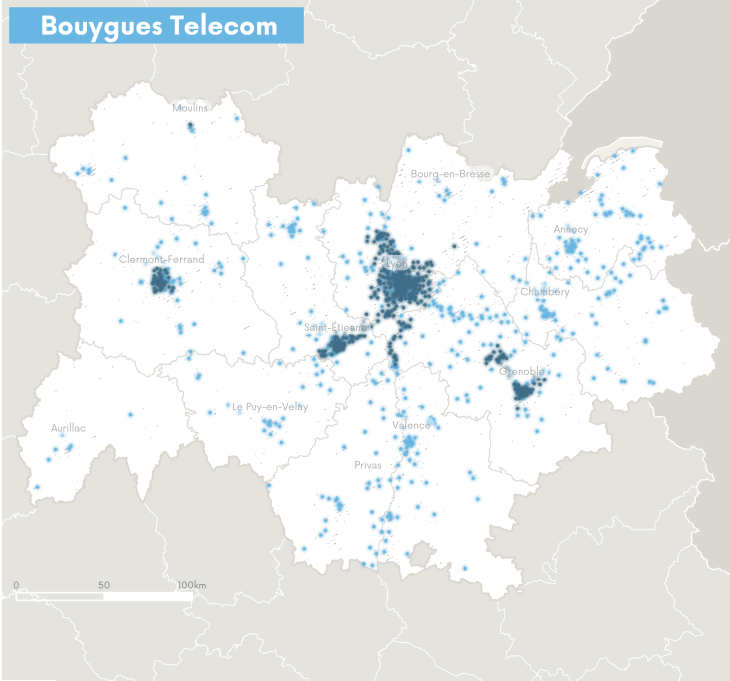 Bouygues Telecom
Moulins
Bourg-en-Bresse
Annecy
Clermont-Ferrand
Lyon
Chambéry
Saint-Étienne
Grenoble
Le Puy-en-Velay
Aurillac
Valence
Privas
0 50 100km